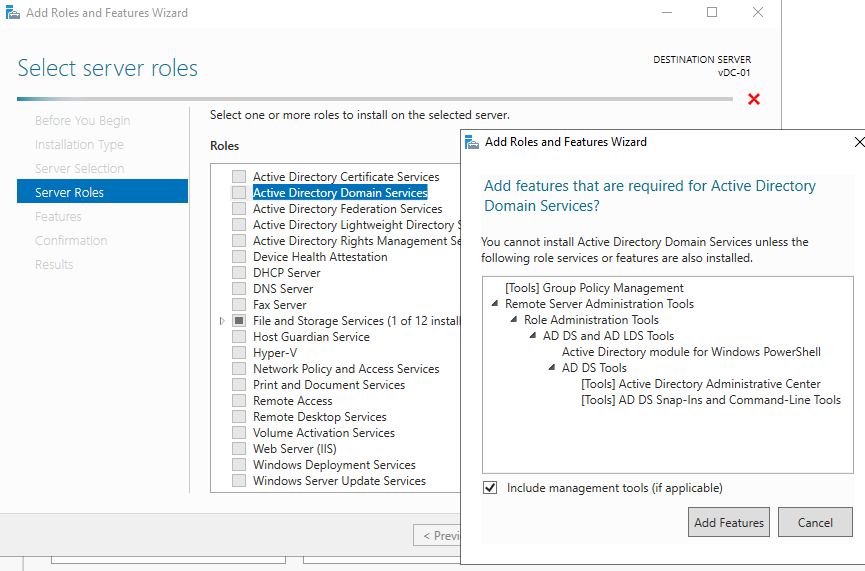 Add Roles and Features Wizard
Select server roles
DESTINATION SERVER
vDC-01
Before You Begin
Installation Type
Server Selection
Server Roles
Features
Confirmation
Results
Select one or more roles to install on the selected server.
Roles
Active Directory Certificate Services
Active Directory Domain Services
Active Directory Federation Services
Active Directory Lightweight Directory
Active Directory Rights Management
Device Health Attestation
DHCP Server
DNS Server
Fax Server
File and Storage Services (1 of 12 install
Host Guardian Service
Hyper-V
Network Policy and Access Services
Print and Document Services
Remote Access
Remote Desktop Services
Volume Activation Services
Web Server (IIS)
Windows Deployment Services
Windows Server Update Services
<
Add Roles and Features Wizard
Add features that are required for Active Directory
Domain Services?
You cannot install Active Directory Domain Services unless the
following role services or features are also installed.
[Tools] Group Policy Management
Remote Server Administration Tools
Role Administration Tools
AD DS and AD LDS Tools
Active Directory module for Windows PowerShell
AD DS Tools
[Tools] Active Directory Administrative Center
[Tools] AD DS Snap-Ins and Command-Line Tools
Include management tools (if applicable)
Add Features
Cancel